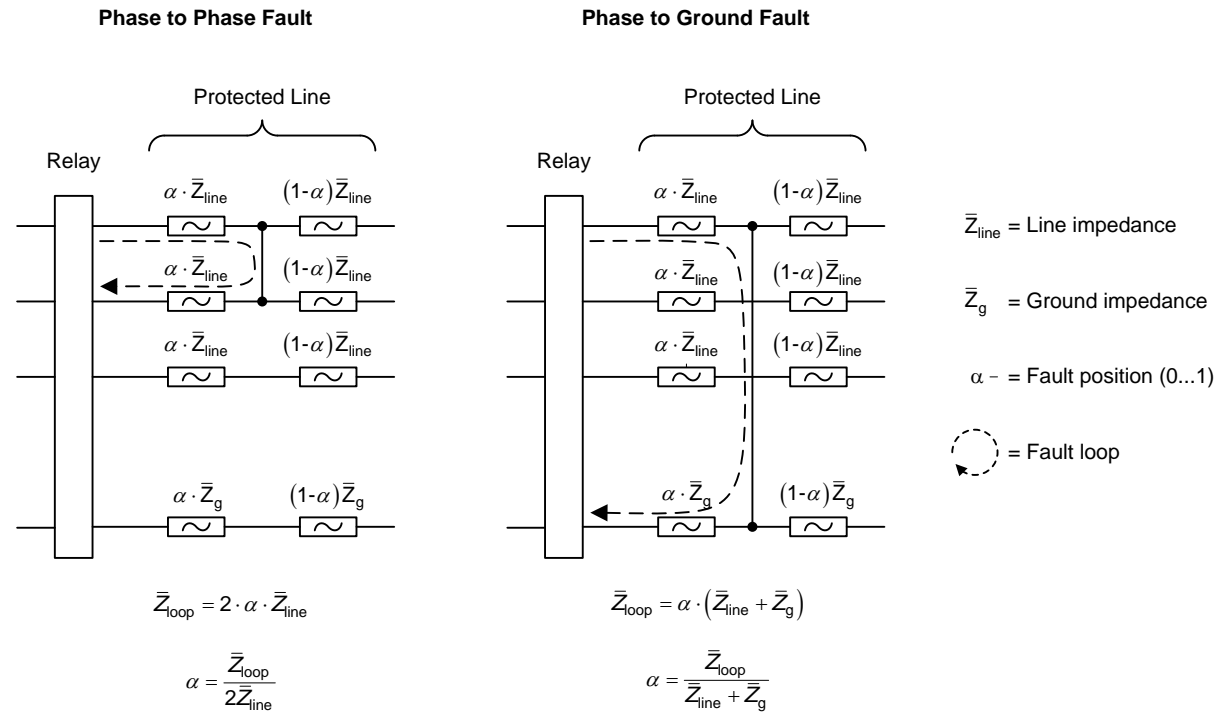 Phase to Phase Fault
Protected Line
Relay
α · Z̅line (1-α)Z̅line
α · Z̅line (1-α)Z̅line
α · Z̅line (1-α)Z̅line
α · Z̅g (1-α)Z̅g
Z̅loop = 2 · α · Z̅line
α = Z̅loop / 2Z̅line
Phase to Ground Fault
Protected Line
Relay
α · Z̅line (1-α)Z̅line
α · Z̅line (1-α)Z̅line
α · Z̅line (1-α)Z̅line
α · Z̅g (1-α)Z̅g
Z̅loop = α · (Z̅line + Z̅g)
α = Z̅loop / Z̅line + Z̅g
Z̅line = Line impedance
Z̅g = Ground impedance
α - = Fault position (0...1)
= Fault loop